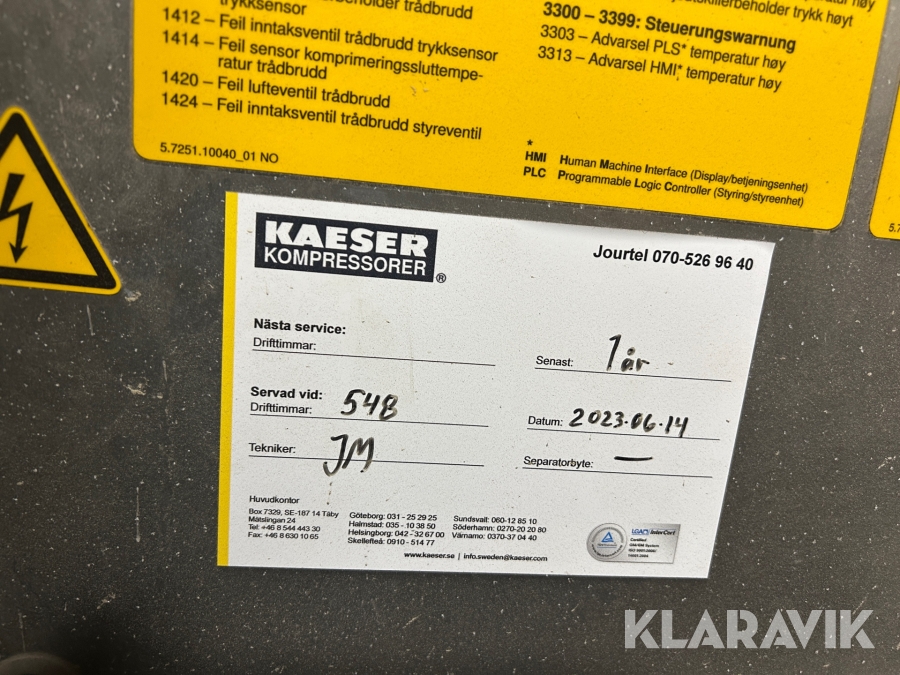 trykksensor
1412 – Feil inntaksventil trådbrudd trykksensor
1414 – Feil sensor komprimeringssluttempe-
ratur trådbrudd
1420 – Feil lufteventil trådbrudd
1424 – Feil inntaksventil trådbrudd styreventil
5.7251.10040_01 NO
3300 – 3399: Steuerungswarnung
3303 – Advarsel PLS* temperatur høy
3313 – Advarsel HMI* temperatur høy
*
HMI Human Machine Interface (Display/betjeningsenhet)
PLC Programmable Logic Controller (Styring/styreenhet)
KAESER
KOMPRESSORER®
Jourtel 070-526 96 40
Nästa service:
Drifttimmar:
Senast: 1 år
Servad vid:
Drifttimmar: 548
Datum: 2023.06.14
Tekniker: JM
Separatorbyte: —
Huvudkontor
Box 7329, SE-187 14 Täby
Mätslingan 24
Tel: +46 8 544 443 30
Fax: +46 8 630 10 65
Göteborg: 031 - 25 29 25
Halmstad: 035 - 10 38 50
Helsingborg: 042 - 32 67 00
Skellefteå: 0910 - 514 77
Sundsvall: 060-12 85 10
Söderhamn: 0270-20 20 80
Värnamo: 0370-37 04 40
www.kaeser.se | info.sweden@kaeser.com
InterCert
KLARAVIK